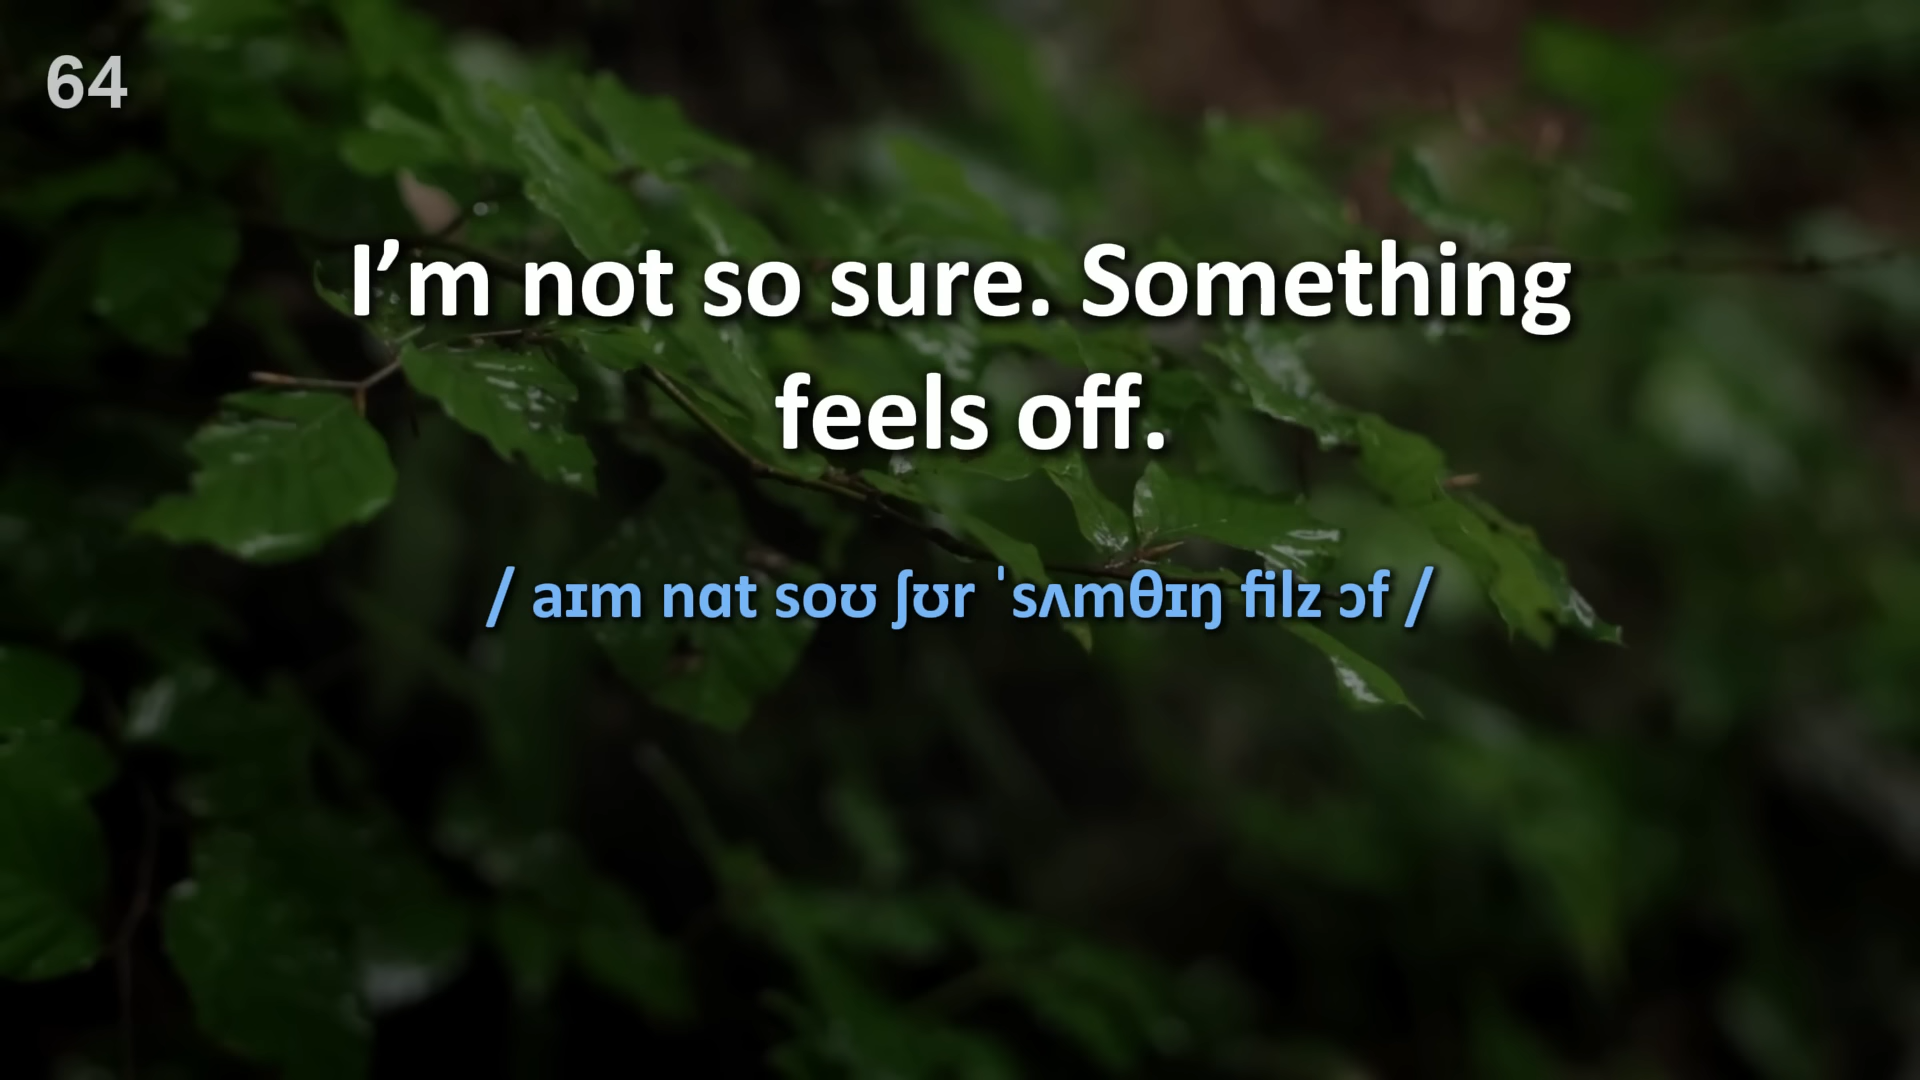 64
I’m not so sure. Something
feels off.
/ aɪm nɑt soʊ ʃʊr ˈsʌmθɪŋ filz ɔf /